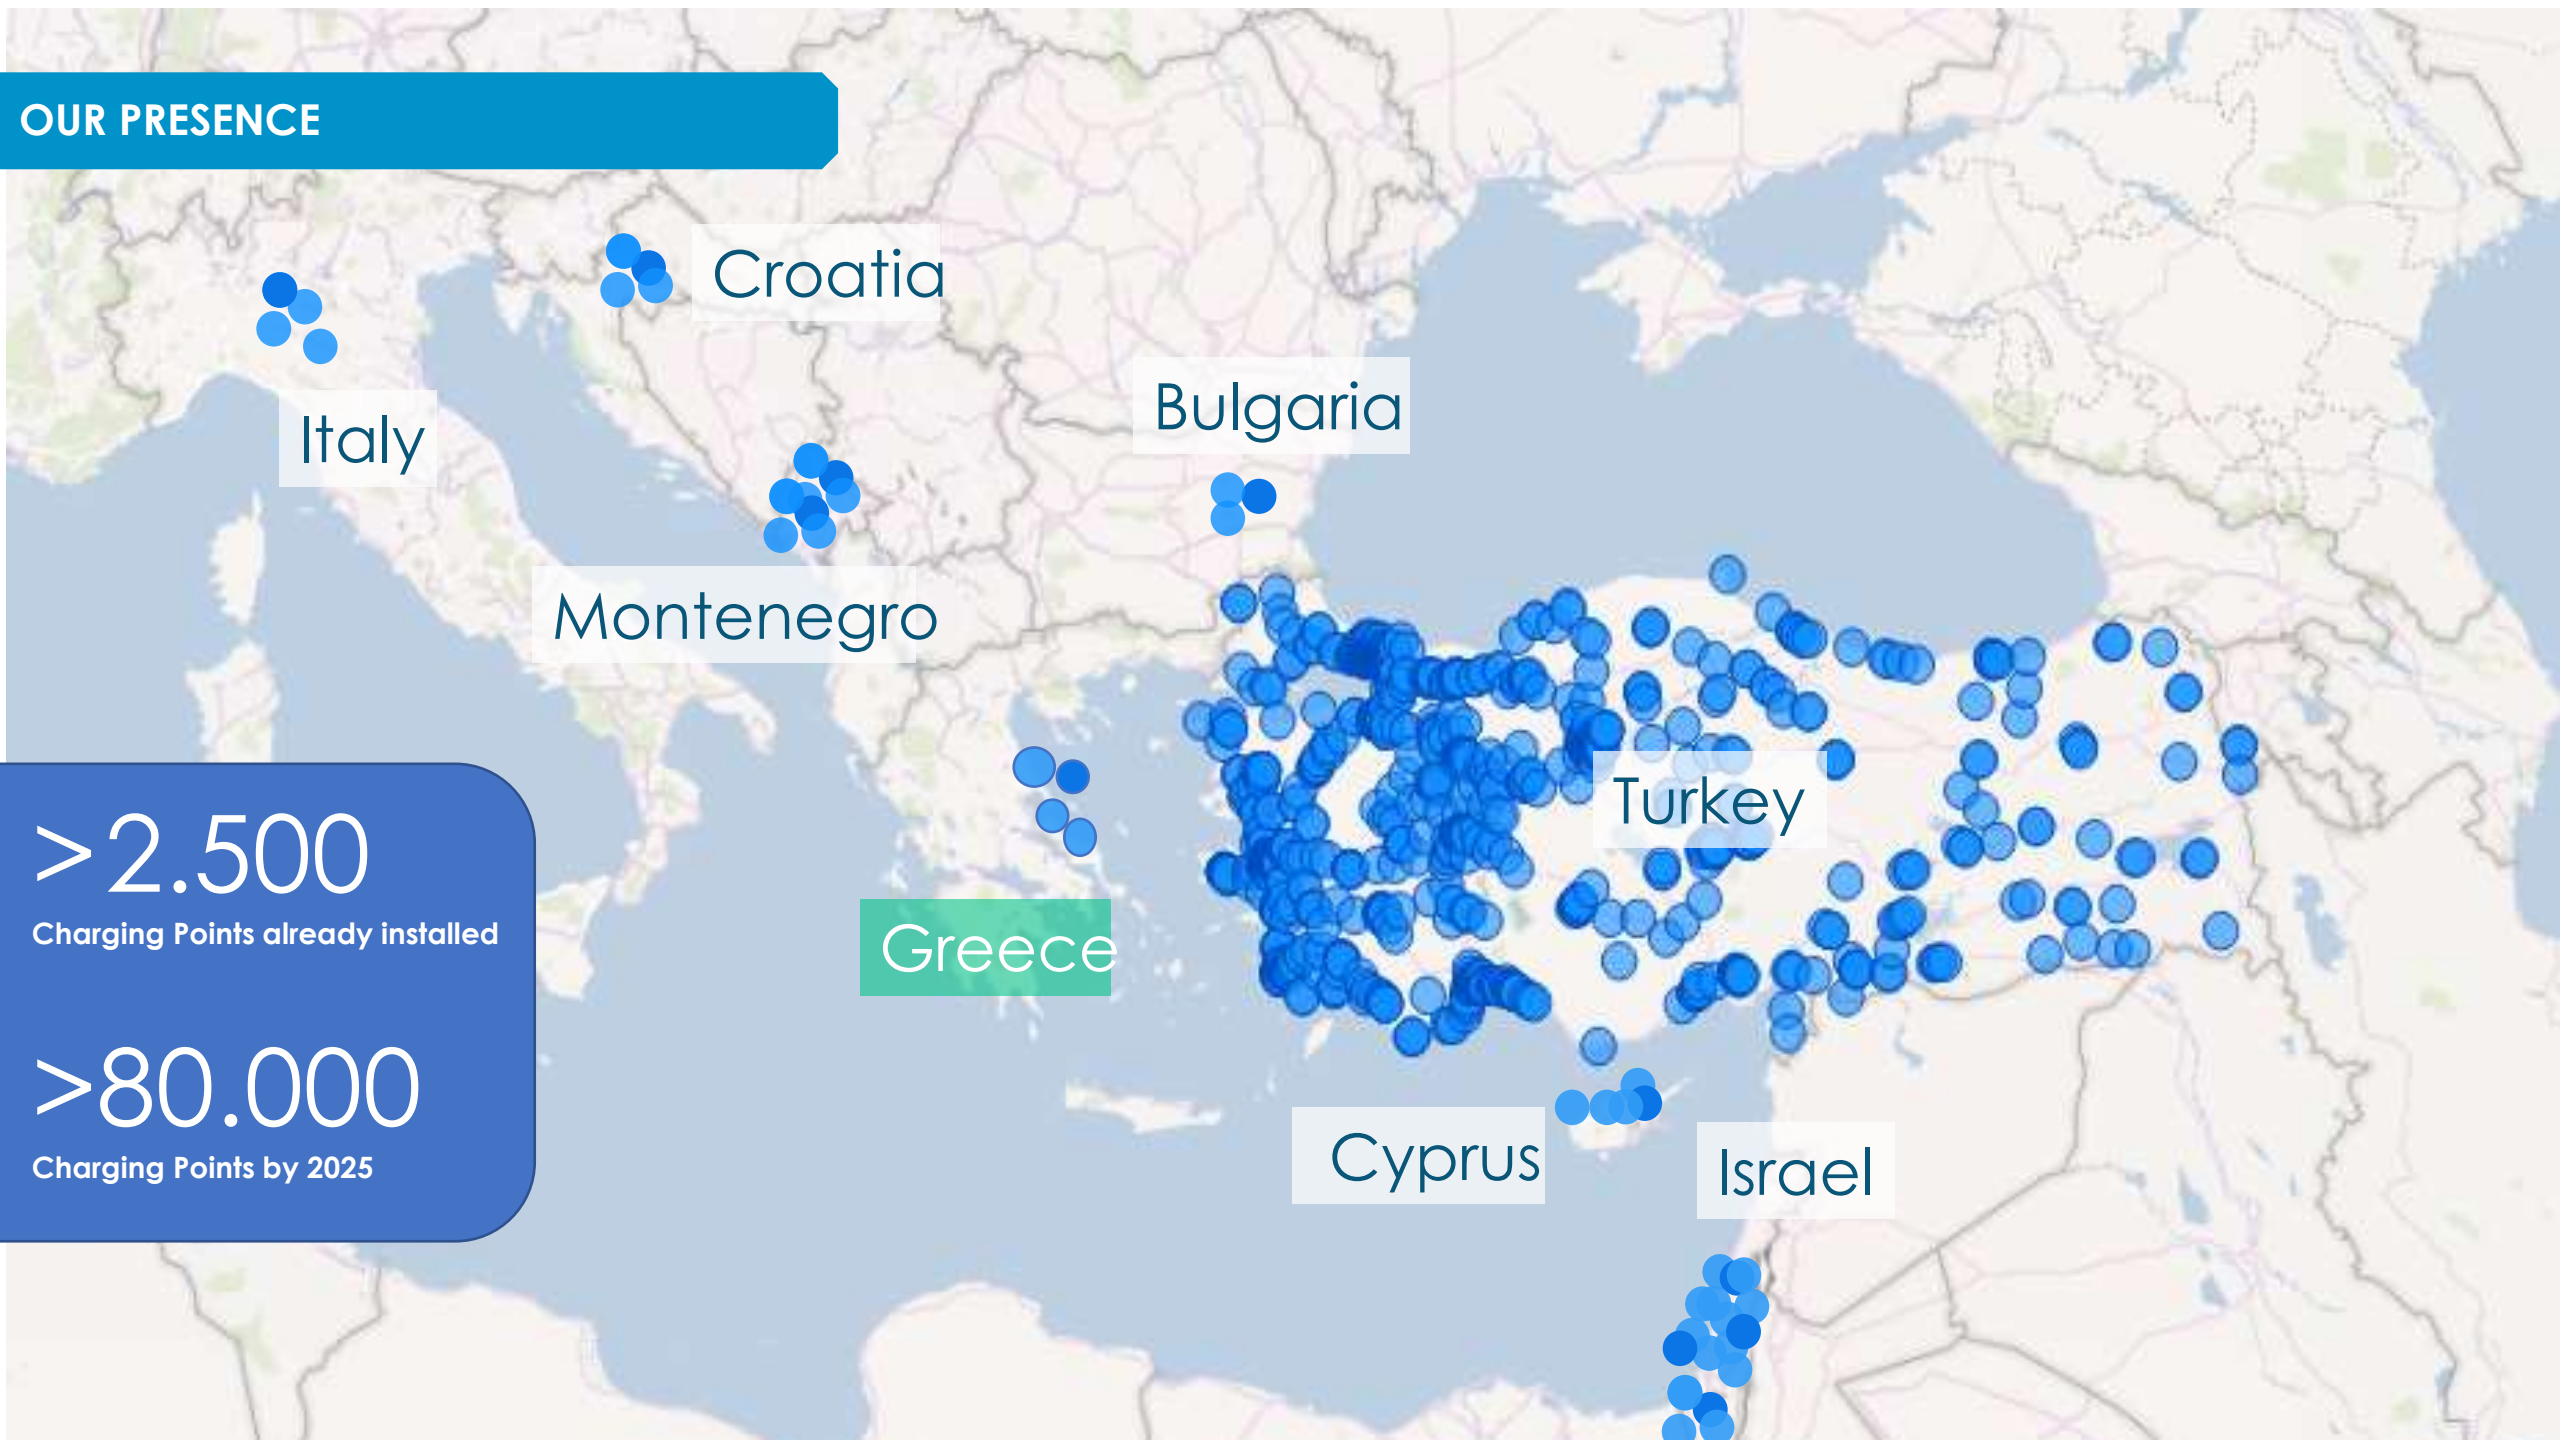 OUR PRESENCE
Croatia
Bulgaria
Italy
Montenegro
Turkey
>2.500
Charging Points already installed
Greece
>80.000
Charging Points by 2025
Cyprus
Israel